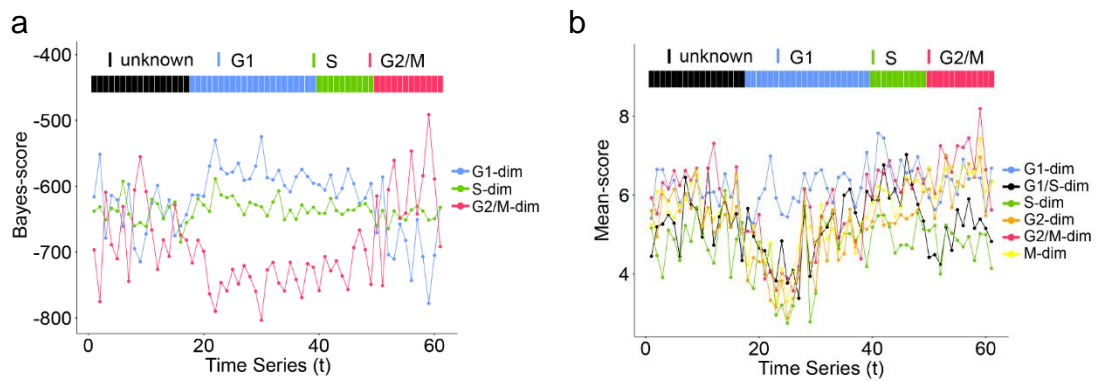 a
unknown G1 S G2/M
-400
-500
-600
-700
-800
Bayes-score
0 20 40 60
Time Series (t)
G1-dim
S-dim
G2/M-dim
b
unknown G1 S G2/M
8
6
4
Mean-score
0 20 40 60
Time Series (t)
G1-dim
G1/S-dim
S-dim
G2-dim
G2/M-dim
M-dim